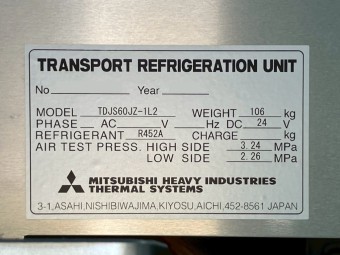 TRANSPORT REFRIGERATION UNIT
No Year
MODEL TDJS60JZ-1L2 WEIGHT 106 kg
PHASE AC V Hz DC 24 V
REFRIGERANT R452A CHARGE kg
AIR TEST PRESS. HIGH SIDE 3.24 MPa
LOW SIDE 2.26 MPa
MITSUBISHI HEAVY INDUSTRIES
THERMAL SYSTEMS
3-1, ASAHI, NISHIBIWAJIMA, KIYOSU, AICHI, 452-8561 JAPAN